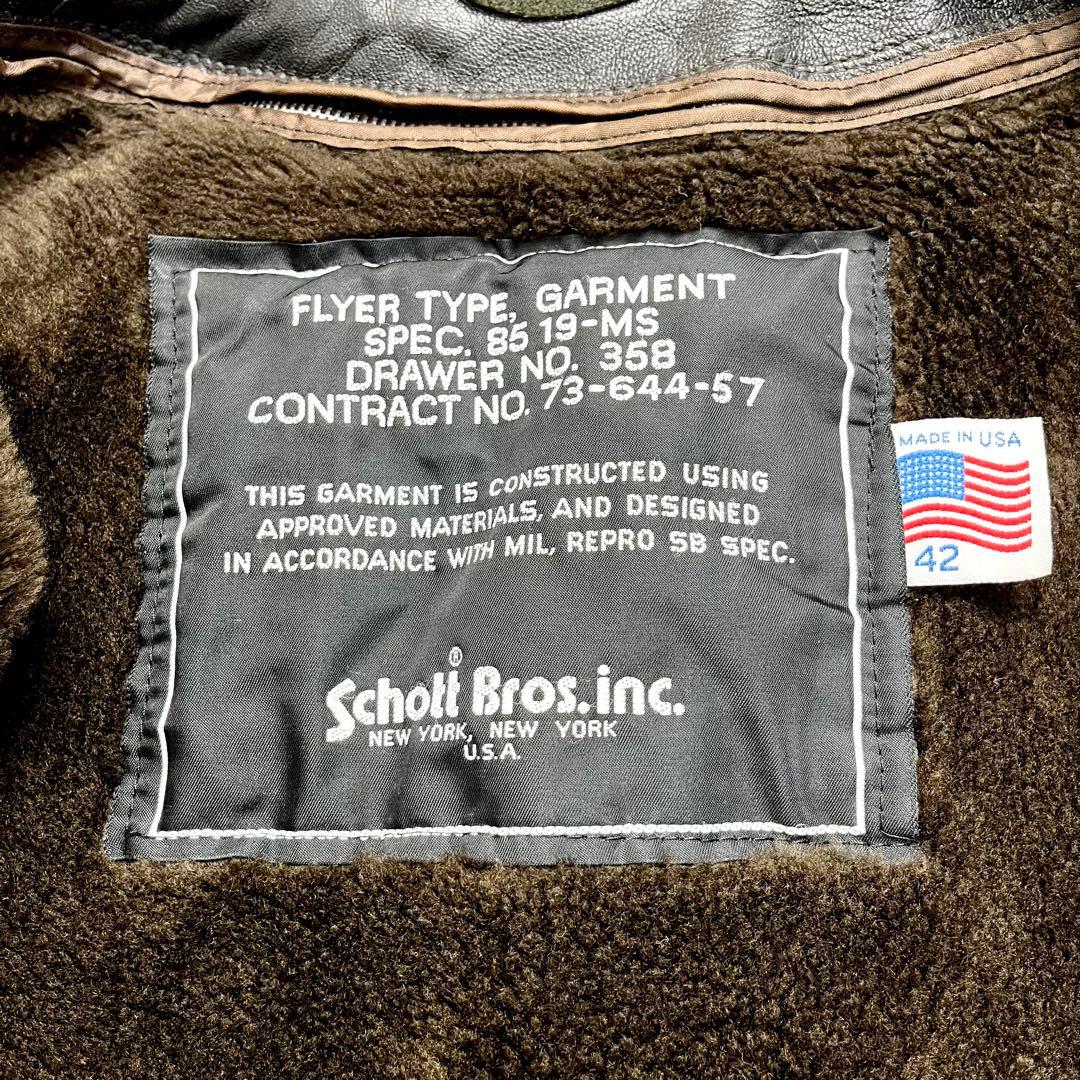 FLYER TYPE, GARMENT
SPEC. 85 19-MS
DRAWER NO. 358
CONTRACT NO. 73-644-57
THIS GARMENT IS CONSTRUCTED USING
APPROVED MATERIALS, AND DESIGNED
IN ACCORDANCE WITH MIL, REPRO SB SPEC.
®
Schott Bros. inc.
NEW YORK, NEW YORK
U.S.A.
MADE IN USA
42